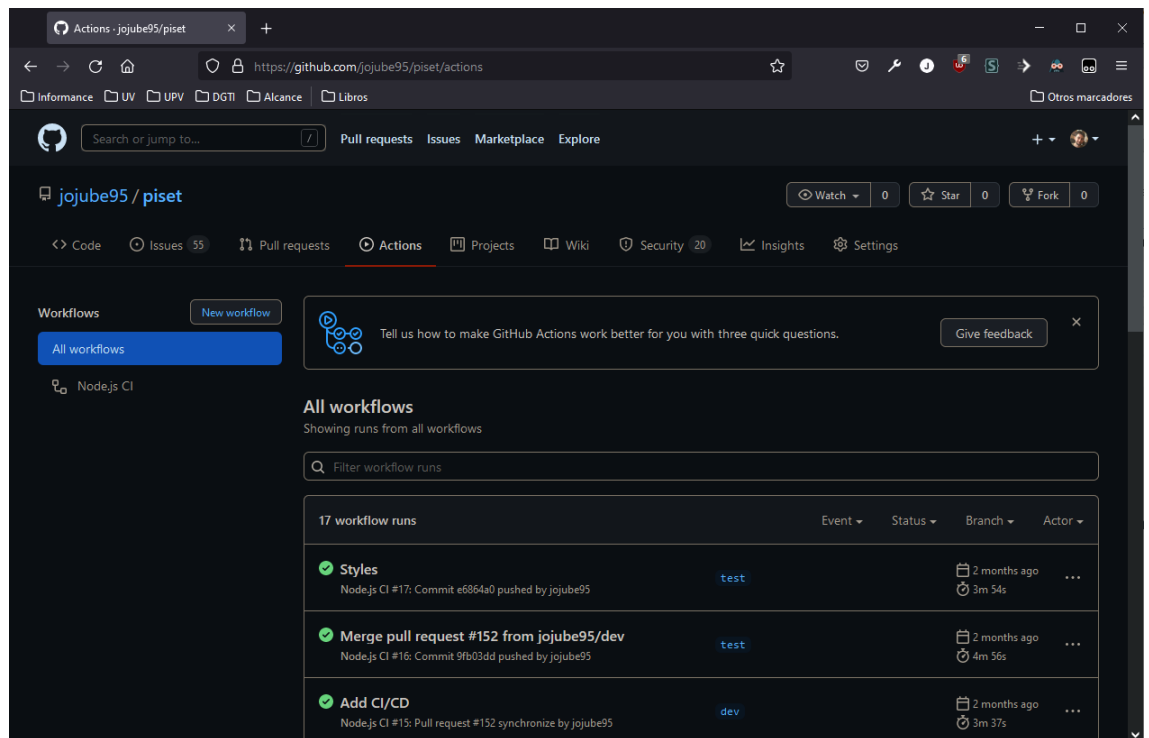 Actions · jojube95/piset
https://github.com/jojube95/piset/actions
6
Informance UV UPV DGTI Alcance Libros Otros marcadores
Search or jump to... / Pull requests Issues Marketplace Explore
jojube95 / piset Watch 0 Star 0 Fork 0
Code Issues 55 Pull requests Actions Projects Wiki Security 20 Insights Settings
Workflows New workflow
All workflows
Node.js CI
Tell us how to make GitHub Actions work better for you with three quick questions. Give feedback
All workflows
Showing runs from all workflows
Filter workflow runs
17 workflow runs Event Status Branch Actor
Styles
Node.js CI #17: Commit e6864a0 pushed by jojube95
test
2 months ago
3m 54s
Merge pull request #152 from jojube95/dev
Node.js CI #16: Commit 9fb03dd pushed by jojube95
test
2 months ago
4m 56s
Add CI/CD
Node.js CI #15: Pull request #152 synchronize by jojube95
dev
2 months ago
3m 37s